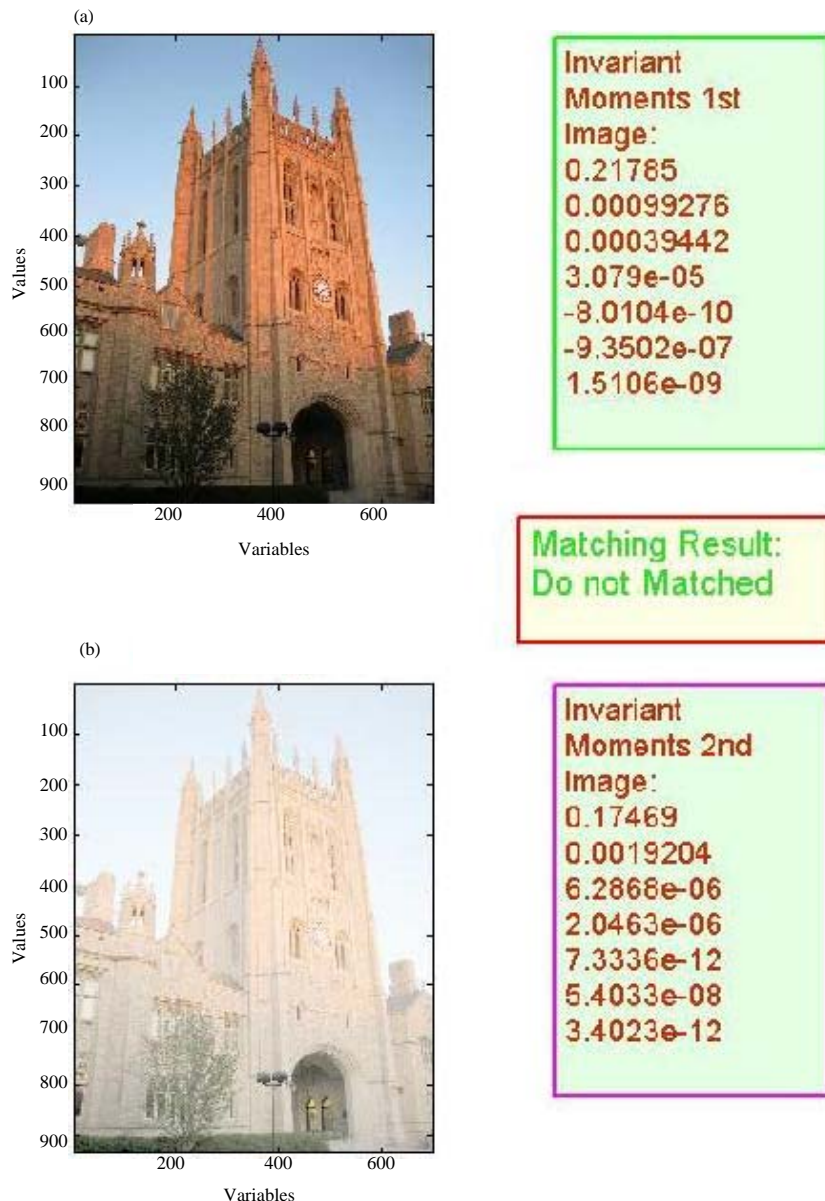 (a)
Values
100
200
300
400
500
600
700
800
900
200 400 600
Variables
Invariant
Moments 1st
Image:
0.21785
0.00099276
0.00039442
3.079e-05
-8.0104e-10
-9.3502e-07
1.5106e-09
Matching Result:
Do not Matched
(b)
Values
100
200
300
400
500
600
700
800
900
200 400 600
Variables
Invariant
Moments 2nd
Image:
0.17469
0.0019204
6.2868e-06
2.0463e-06
7.3336e-12
5.4033e-08
3.4023e-12